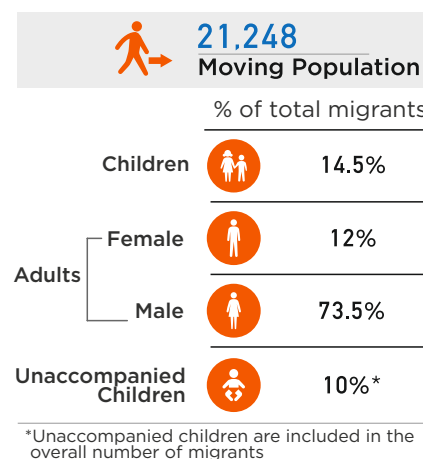 21,248
Moving Population
% of total migrants
Children
14.5%
Female
12%
Adults
Male
73.5%
Unaccompanied
Children
10%*
*Unaccompanied children are included in the
overall number of migrants